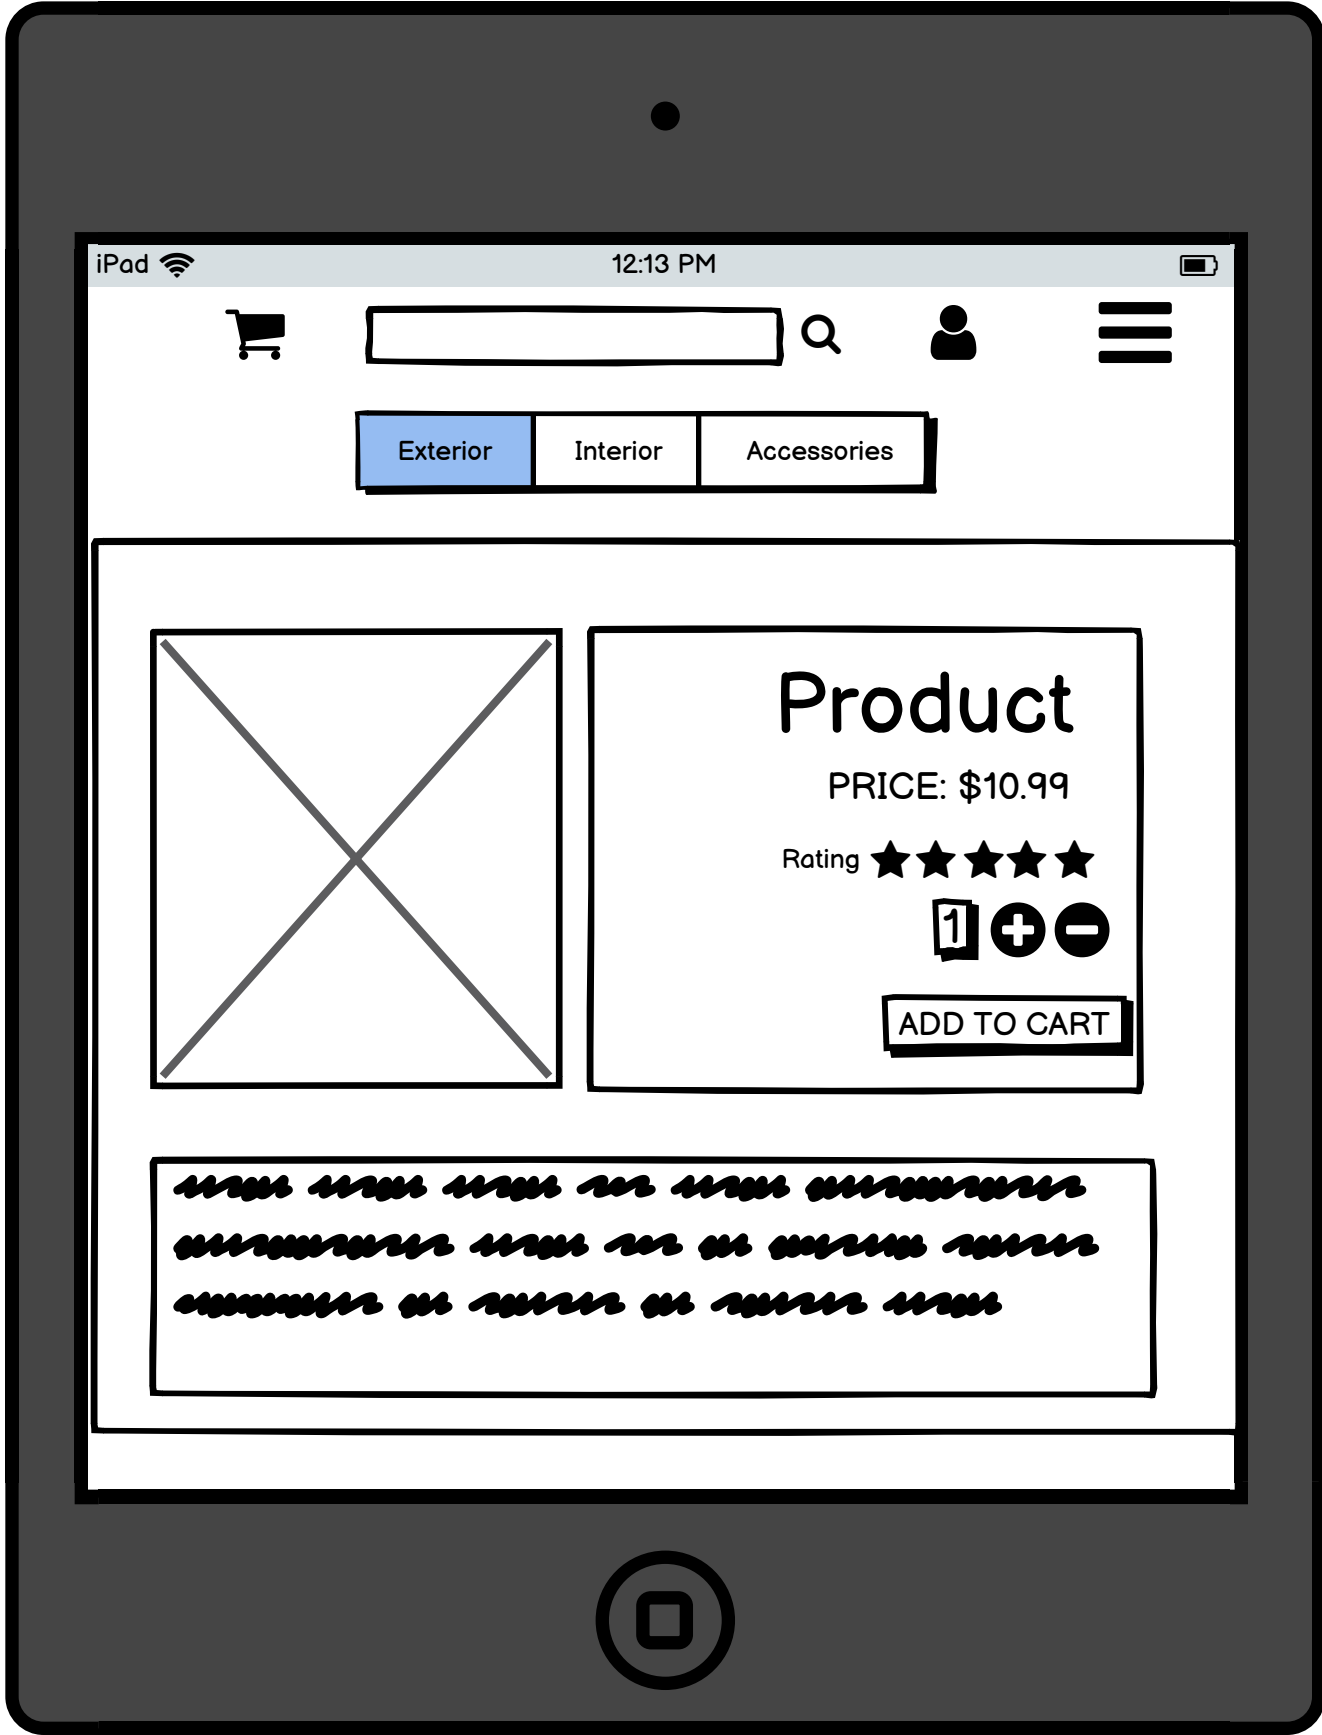 iPad 12:13 PM
Exterior Interior Accessories
Product
PRICE: $10.99
Rating
1
ADD TO CART